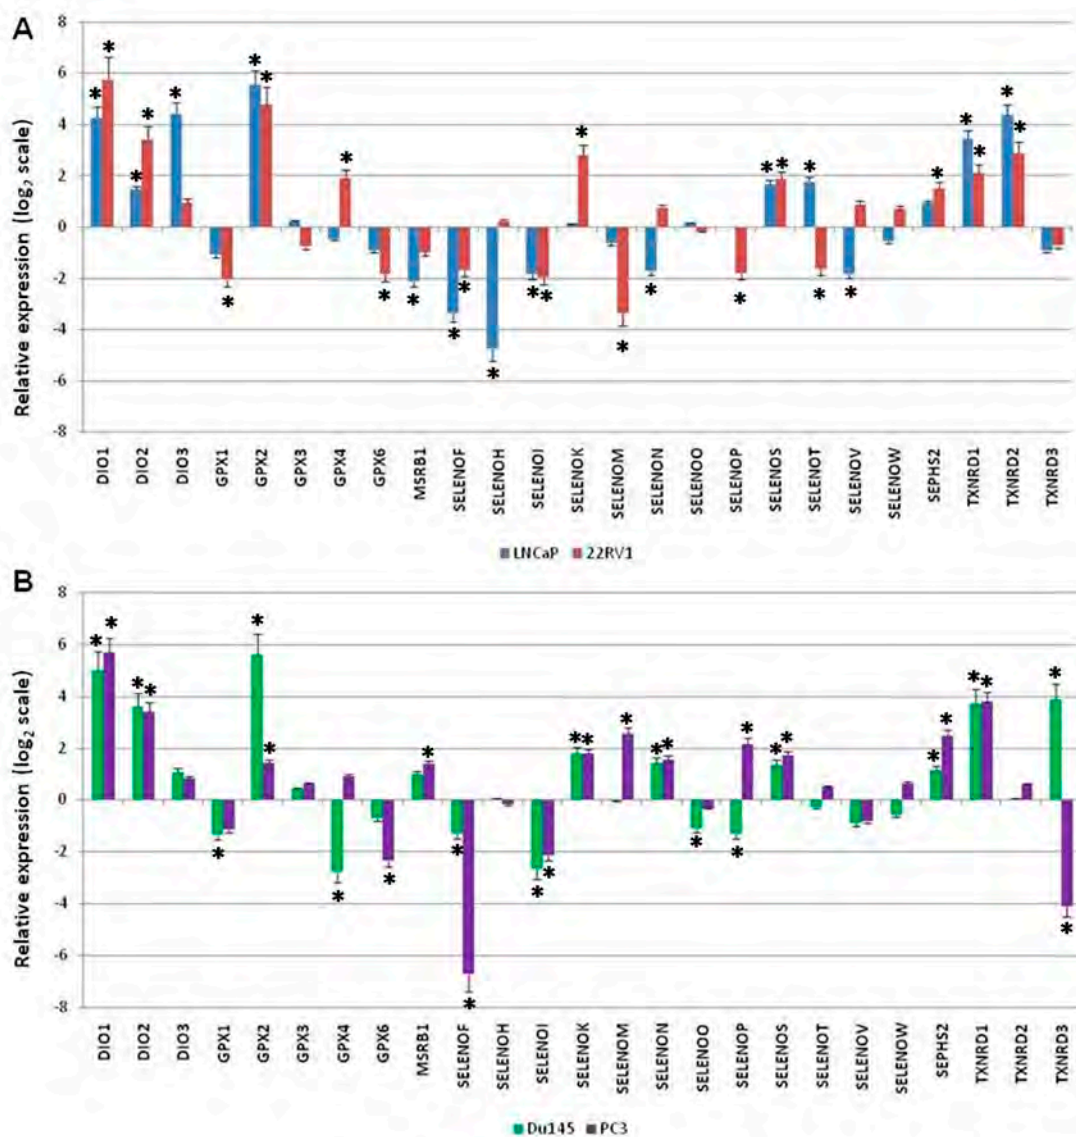 A
Relative expression (log₂ scale)
8
6
4
2
0
-2
-4
-6
-8
* * * * * * * * * * * * * * * * * * * * * * * * * * * * *
DIO1 DIO2 DIO3 GPX1 GPX2 GPX3 GPX4 GPX6 MSRB1 SELENOF SELENOH SELENOI SELENOK SELENOM SELENON SELENOO SELENOP SELENOS SELENOT SELENOV SELENOW SEPHS2 TXNRD1 TXNRD2 TXNRD3
LNCaP 22RV1
B
Relative expression (log₂ scale)
8
6
4
2
0
-2
-4
-6
-8
* * * * * * * * * * * * * * * * * * * * * * * * * * * * * *
DIO1 DIO2 DIO3 GPX1 GPX2 GPX3 GPX4 GPX6 MSRB1 SELENOF SELENOH SELENOI SELENOK SELENOM SELENON SELENOO SELENOP SELENOS SELENOT SELENOV SELENOW SEPHS2 TXNRD1 TXNRD2 TXNRD3
Du145 PC3